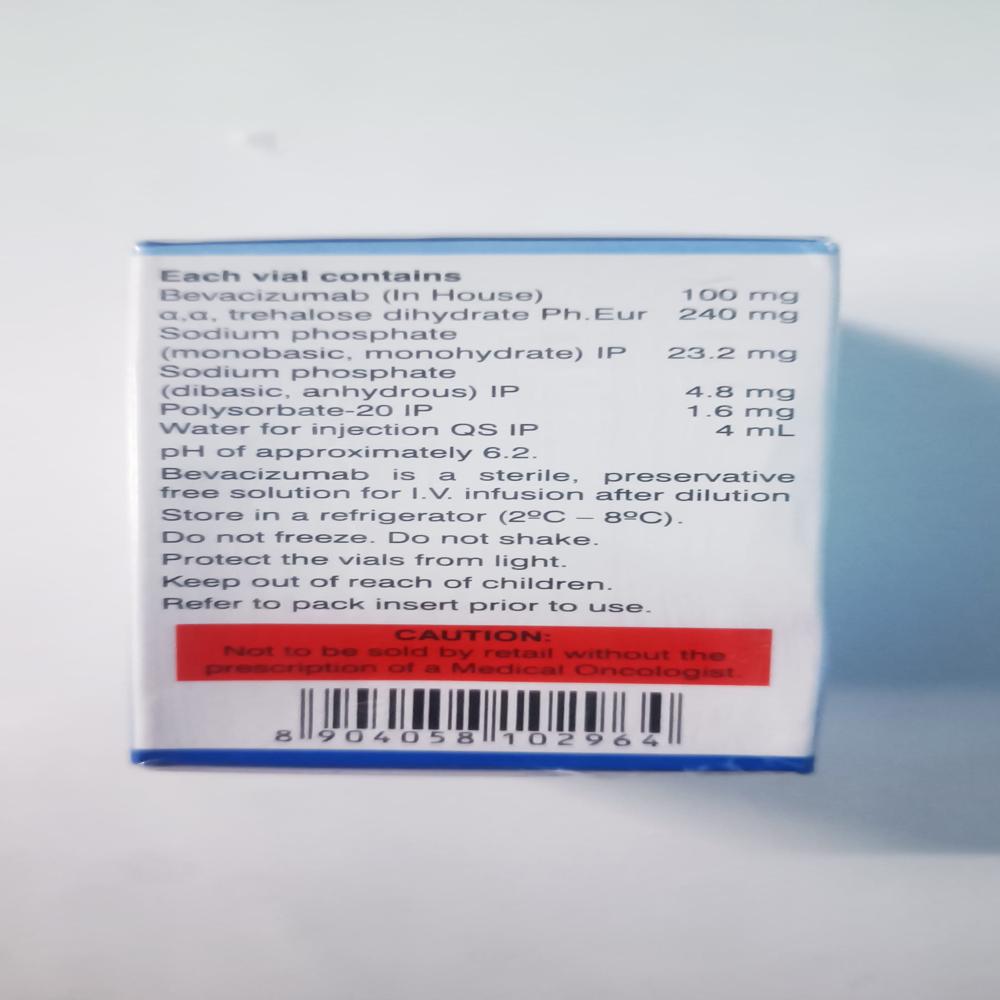 Each vial contains
Bevacizumab (In House) 100 mg
α,α, trehalose dihydrate Ph.Eur 240 mg
Sodium phosphate
(monobasic, monohydrate) IP 23.2 mg
Sodium phosphate
(dibasic, anhydrous) IP 4.8 mg
Polysorbate-20 IP 1.6 mg
Water for injection QS IP 4 mL
pH of approximately 6.2.
Bevacizumab is a sterile, preservative
free solution for I.V. infusion after dilution
Store in a refrigerator (2ºC – 8ºC).
Do not freeze. Do not shake.
Protect the vials from light.
Keep out of reach of children.
Refer to pack insert prior to use.
CAUTION:
Not to be sold by retail without the
prescription of a Medical Oncologist.
8 904058 102964